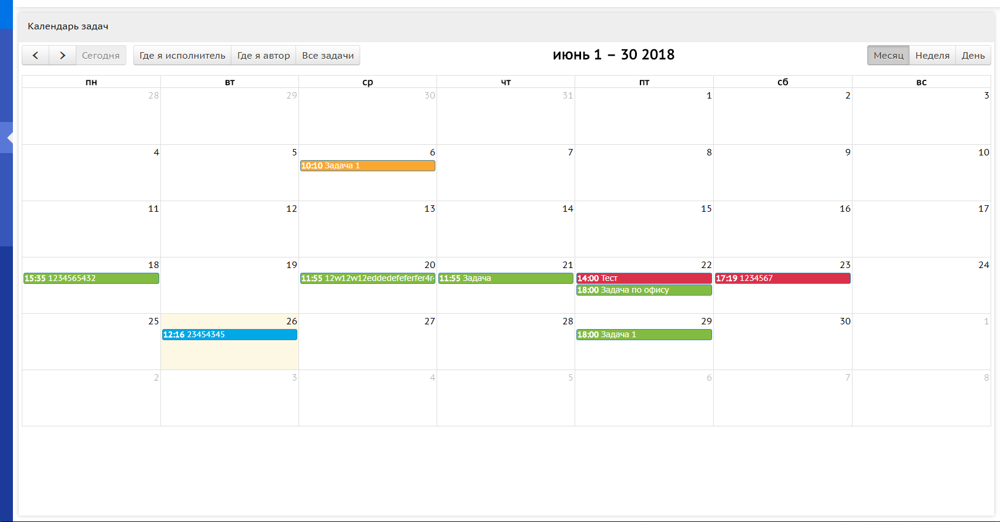 Календарь задач
Сегодня Где я исполнитель Где я автор Все задачи июнь 1 – 30 2018 Месяц Неделя День
пн вт ср чт пт сб вс
28 29 30 31 1 2 3
4 5 6 7 8 9 10
10:10 Задача 1
11 12 13 14 15 16 17
18 19 20 21 22 23 24
15:35 1234565432 11:55 12w12w12eddedefeferfer4r 11:55 Задача 14:00 Тест 17:19 1234567
18:00 Задача по офису
25 26 27 28 29 30 1
12:16 23454345 18:00 Задача 1
2 3 4 5 6 7 8